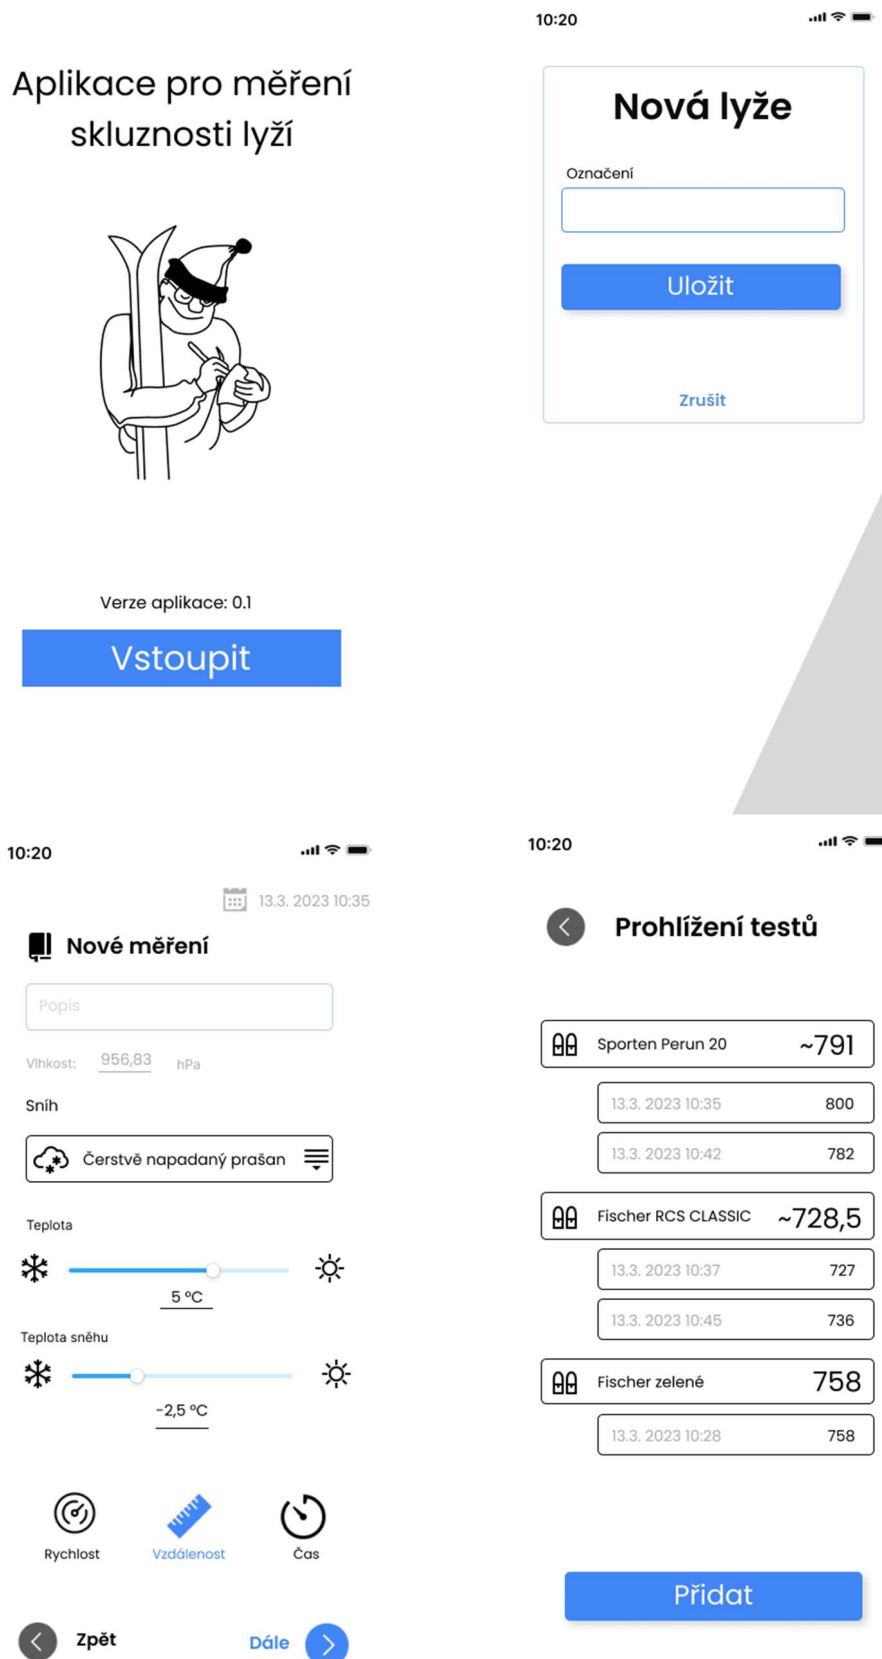 Aplikace pro měření
skluznosti lyží
Verze aplikace: 0.1
Vstoupit
10:20
Nová lyže
Označení
Uložit
Zrušit
10:20
13.3. 2023 10:35
Nové měření
Popis
Vlhkost: 956,83 hPa
Sníh
Čerstvě napadaný prašan
Teplota
5 °C
Teplota sněhu
-2,5 °C
Rychlost Vzdálenost Čas
Zpět Dále
10:20
Prohlížení testů
Sporten Perun 20 ~791
13.3. 2023 10:35 800
13.3. 2023 10:42 782
Fischer RCS CLASSIC ~728,5
13.3. 2023 10:37 727
13.3. 2023 10:45 736
Fischer zelené 758
13.3. 2023 10:28 758
Přidat